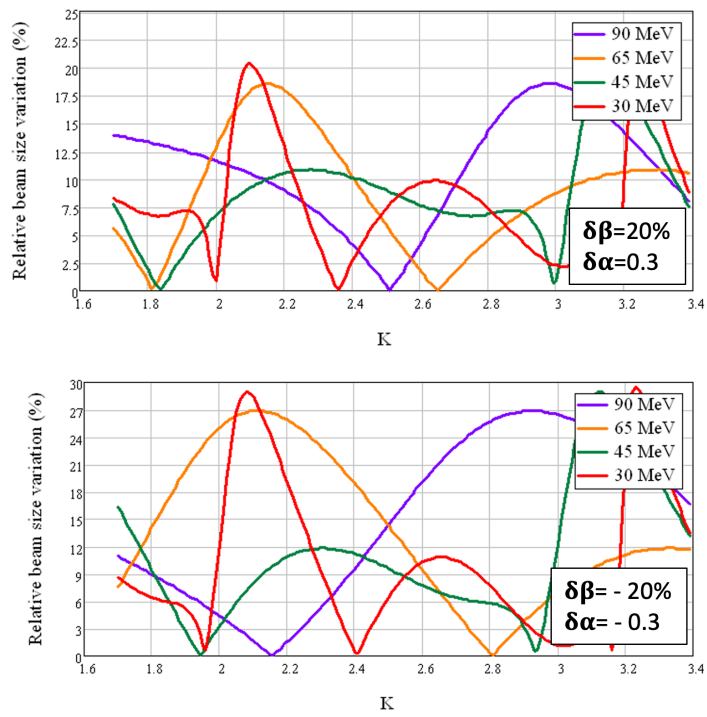 25
22.5
20
17.5
15
12.5
10
7.5
5
2.5
0
Relative beam size variation (%)
90 MeV
65 MeV
45 MeV
30 MeV
δβ=20%
δα=0.3
1.6 1.8 2 2.2 2.4 2.6 2.8 3 3.2 3.4
K
30
27
24
21
18
15
12
9
6
3
0
Relative beam size variation (%)
90 MeV
65 MeV
45 MeV
30 MeV
δβ= - 20%
δα= - 0.3
1.6 1.8 2 2.2 2.4 2.6 2.8 3 3.2 3.4
K